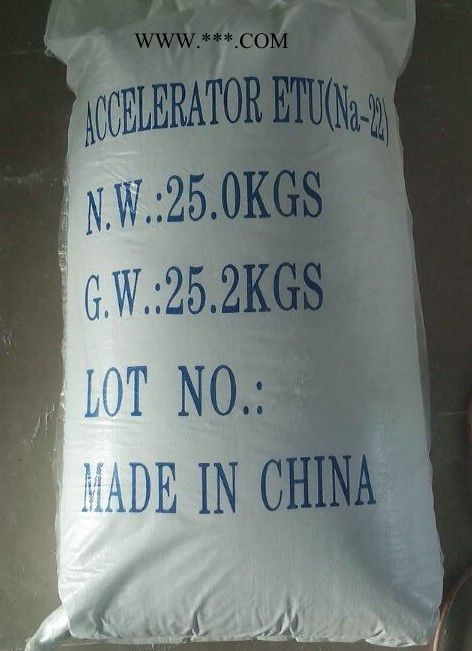 WWW.***.COM
ACCELERATOR ETU(Na-22)
N.W.:25.0KGS
G.W.:25.2KGS
LOT NO.:
MADE IN CHINA